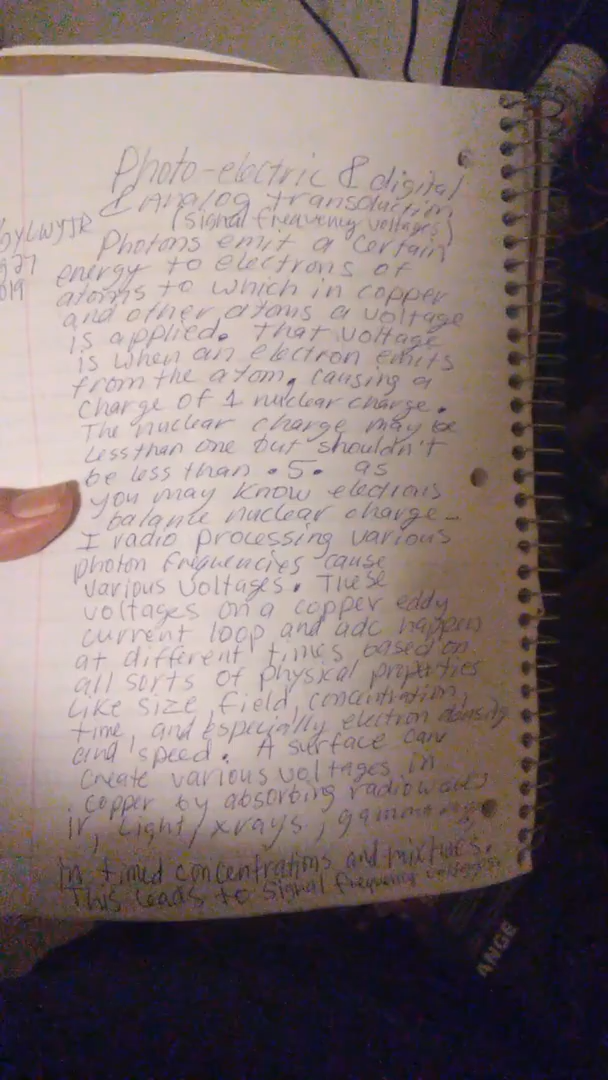 Photo-electric & digital
& Analog transduction
(signal frequency voltages)
Photons emit a certain
energy to electrons of
atoms to which in copper
and other atoms a voltage
is applied. That voltage
is when an electron emits
from the atom, causing a
charge of 1 nuclear charge.
The nuclear charge may be
less than one but shouldn't
be less than .5. as
you may know electrons
balance nuclear charge-
I radio processing various
photon frequencies cause
various voltages. These
voltages on a copper eddy
current loop and adc happen
at different times based on
all sorts of physical properties
like size, field, concentration,
time, and especially electron density
and speed. A surface can
create various voltages in
copper by absorbing radiowaves
ir, Light/xrays, gamma rays
in timed concentrations and mixtures.
This leads to signal frequency voltages.
ANGE